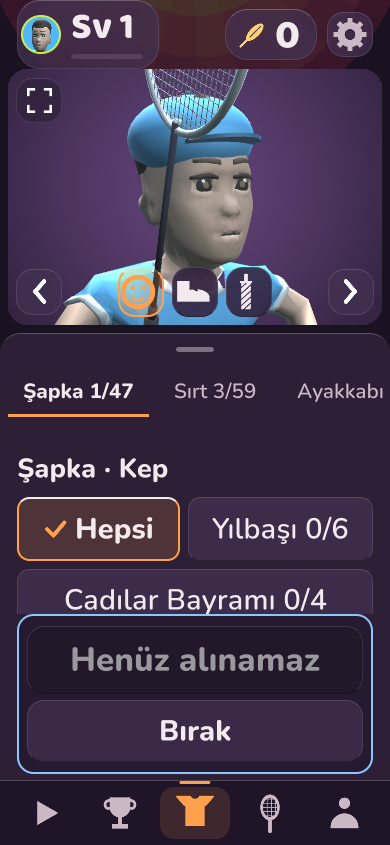 Sv 1
0
Şapka 1/47
Sırt 3/59
Ayakkabı
Şapka · Kep
Hepsi
Yılbaşı 0/6
Cadılar Bayramı 0/4
Henüz alınamaz
Bırak